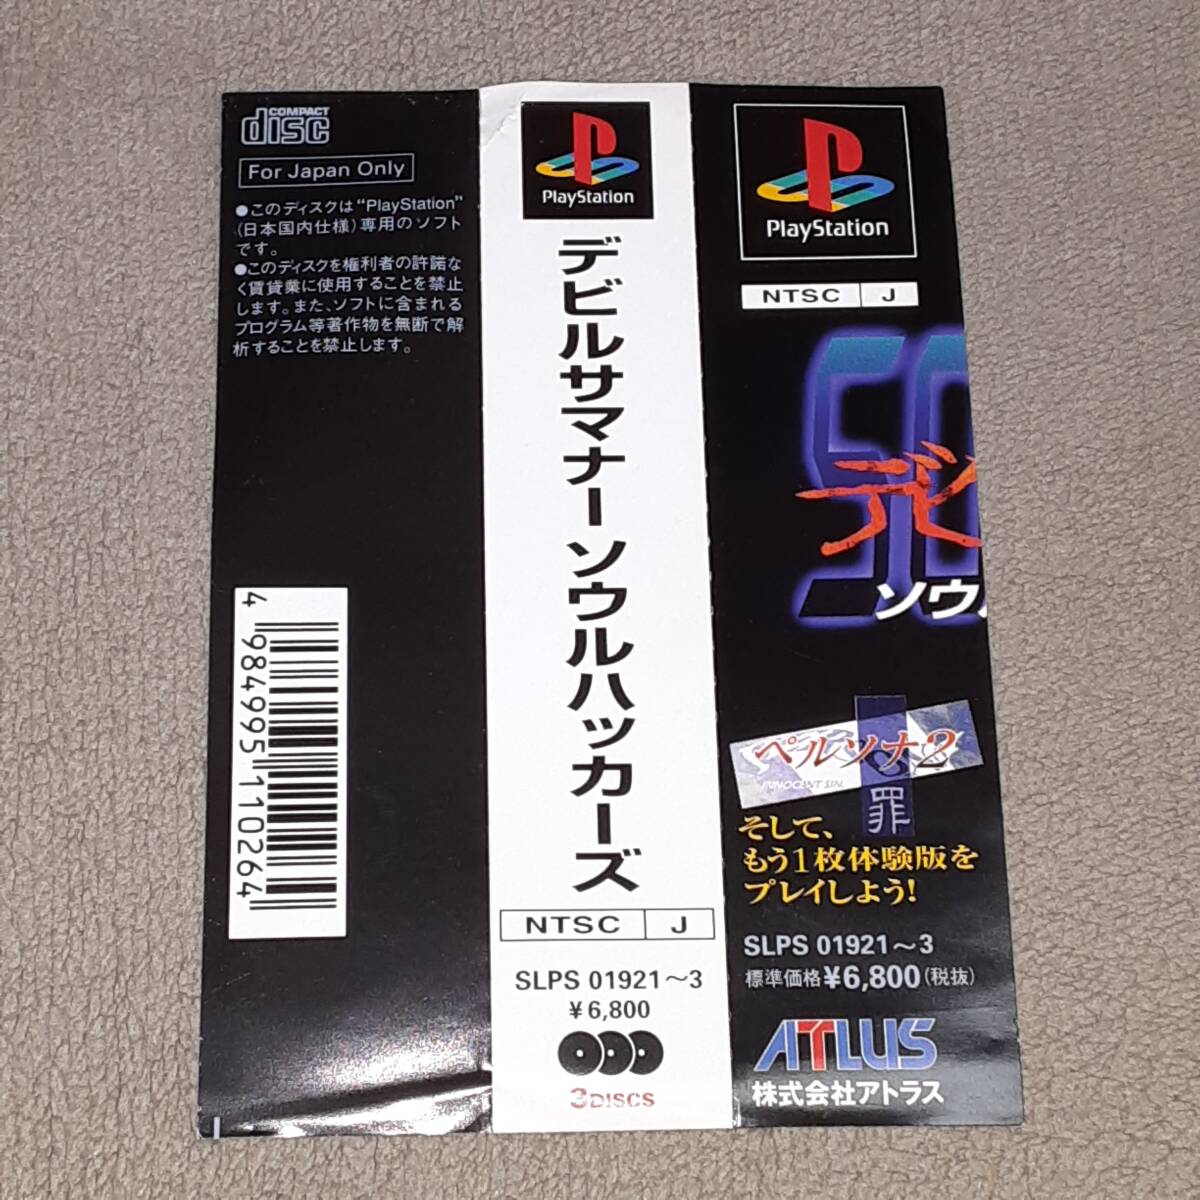 COMPACT
disc
For Japan Only
●このディスクは“PlayStation”
(日本国内仕様)専用のソフト
です。
●このディスクを権利者の許諾な
く賃貸業に使用することを禁止
します。また、ソフトに含まれる
プログラム等著作物を無断で解
析することを禁止します。
4 984995 110264
PlayStation
デビルサマナー ソウルハッカーズ
NTSC J
SLPS 01921～3
¥6,800
3DISCS
PlayStation
NTSC J
SO
デビ
ソウル
ペルソナ2
INNOCENT SIN
罪
そして、
もう1枚体験版を
プレイしよう!
SLPS 01921～3
標準価格¥6,800(税抜)
ATLUS
株式会社アトラス